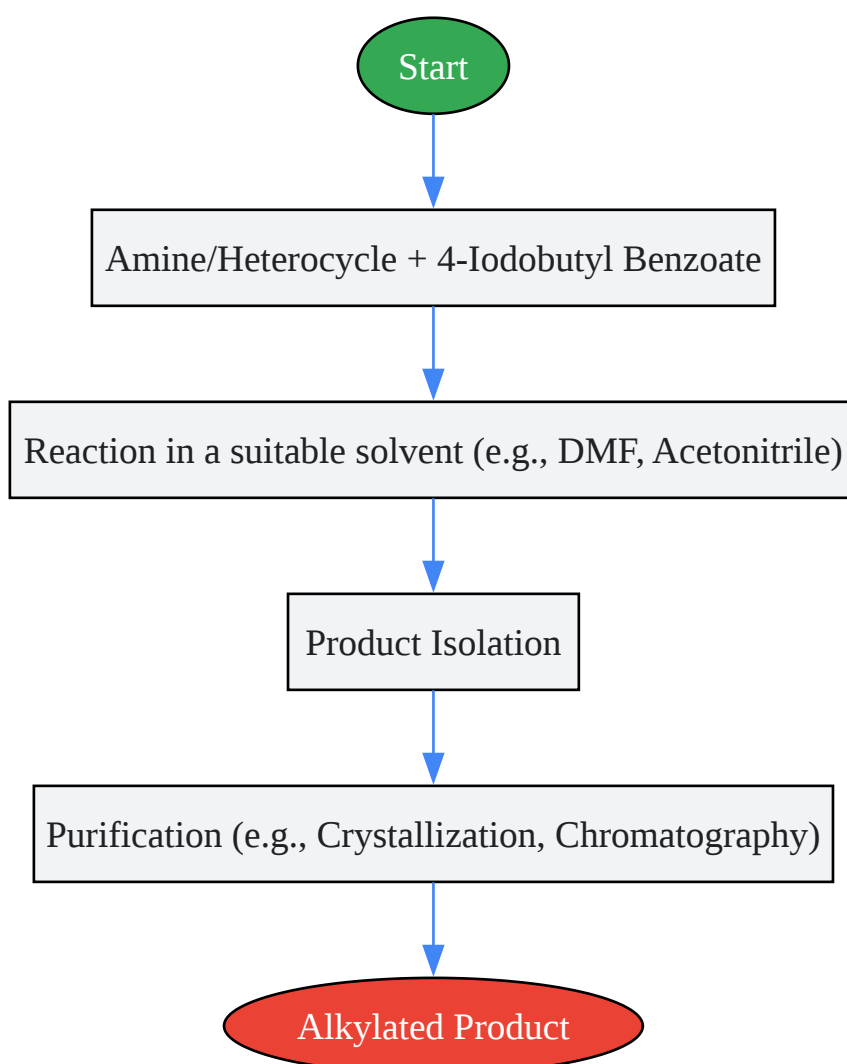 Start
Amine/Heterocycle + 4-Iodobutyl Benzoate
Reaction in a suitable solvent (e.g., DMF, Acetonitrile)
Product Isolation
Purification (e.g., Crystallization, Chromatography)
Alkylated Product